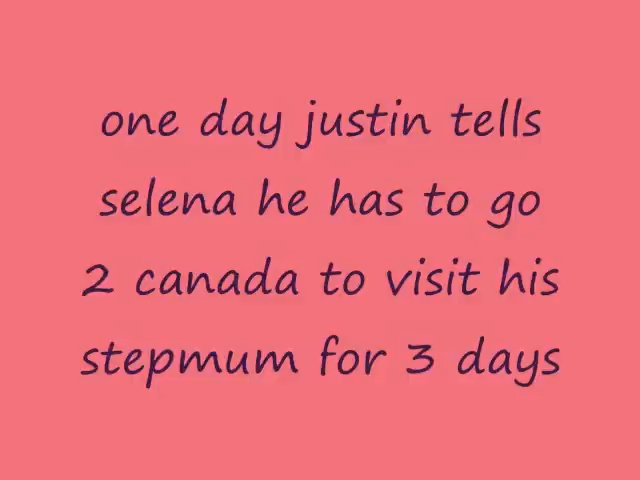 one day justin tells
selena he has to go
2 canada to visit his
stepmum for 3 days